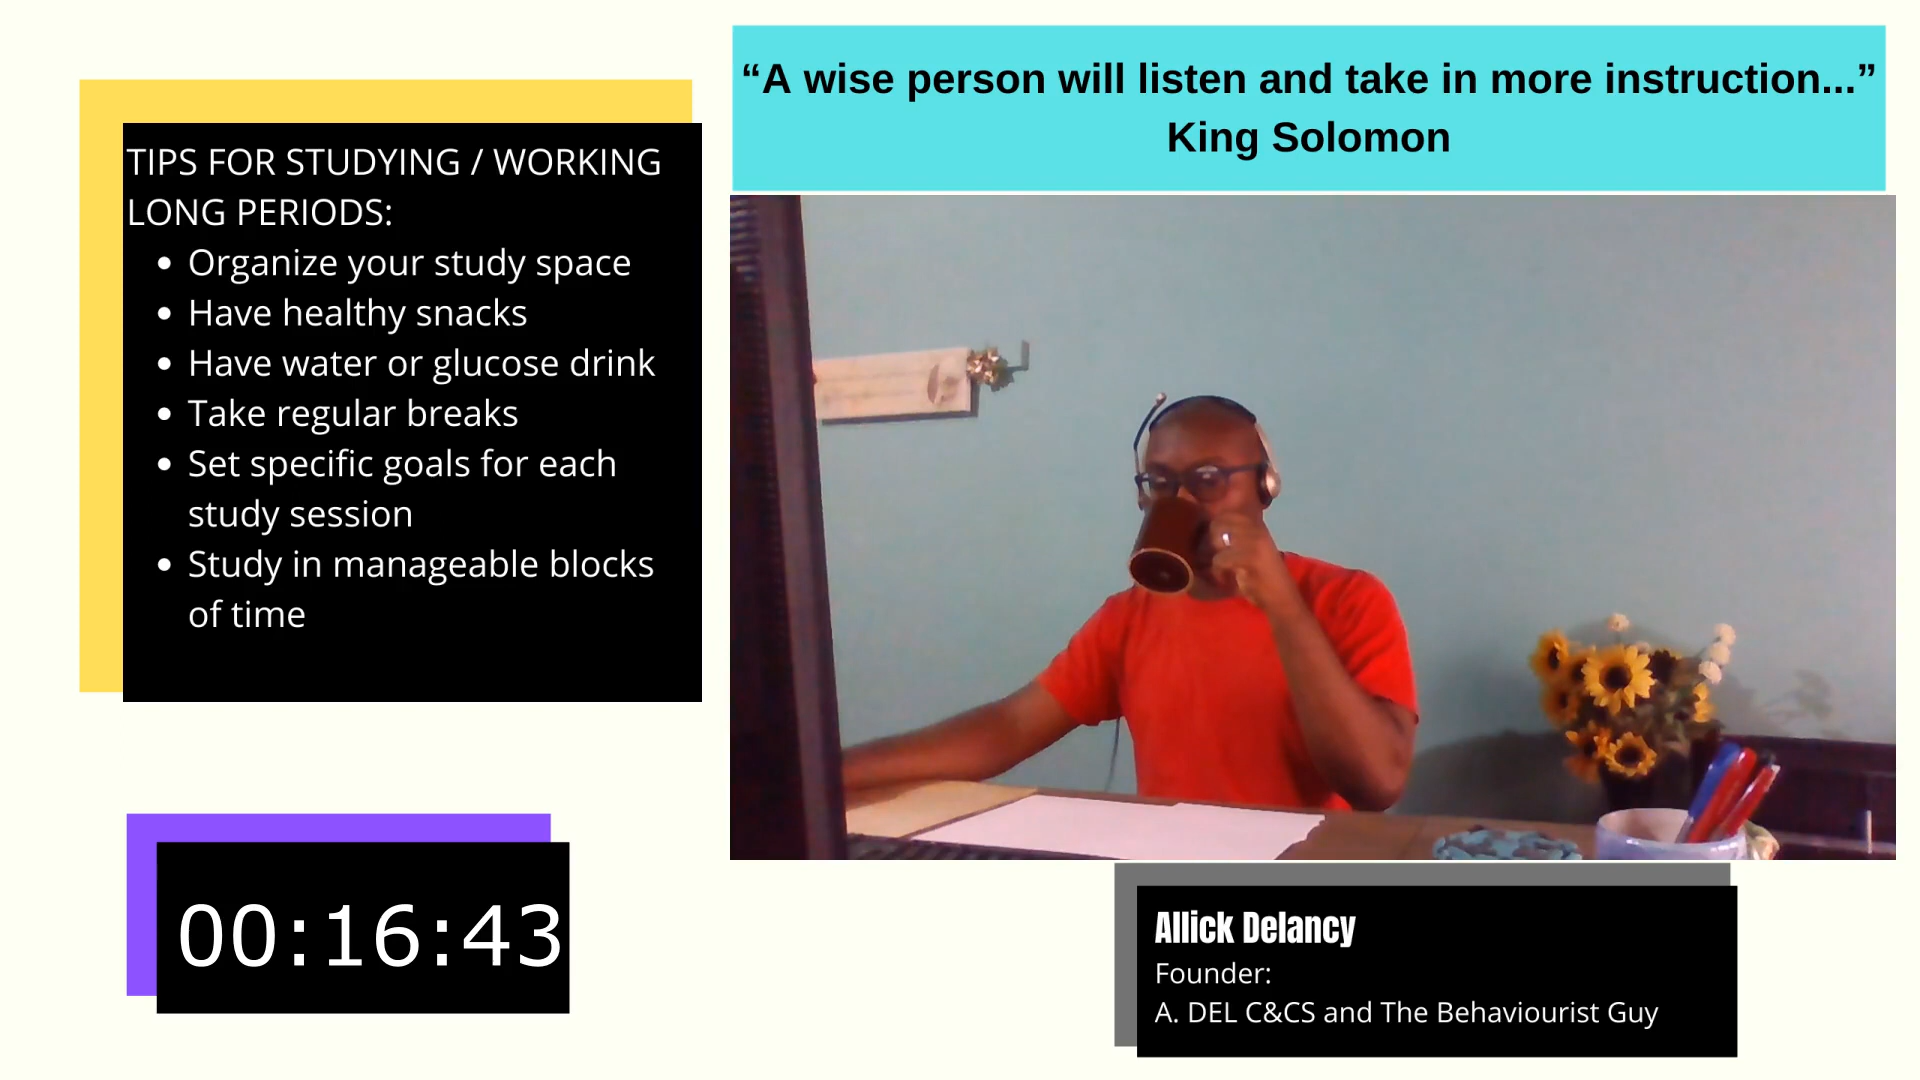 “A wise person will listen and take in more instruction...”
King Solomon
TIPS FOR STUDYING / WORKING
LONG PERIODS:
• Organize your study space
• Have healthy snacks
• Have water or glucose drink
• Take regular breaks
• Set specific goals for each
study session
• Study in manageable blocks
of time
00:16:43
Allick Delancy
Founder:
A. DEL C&CS and The Behaviourist Guy